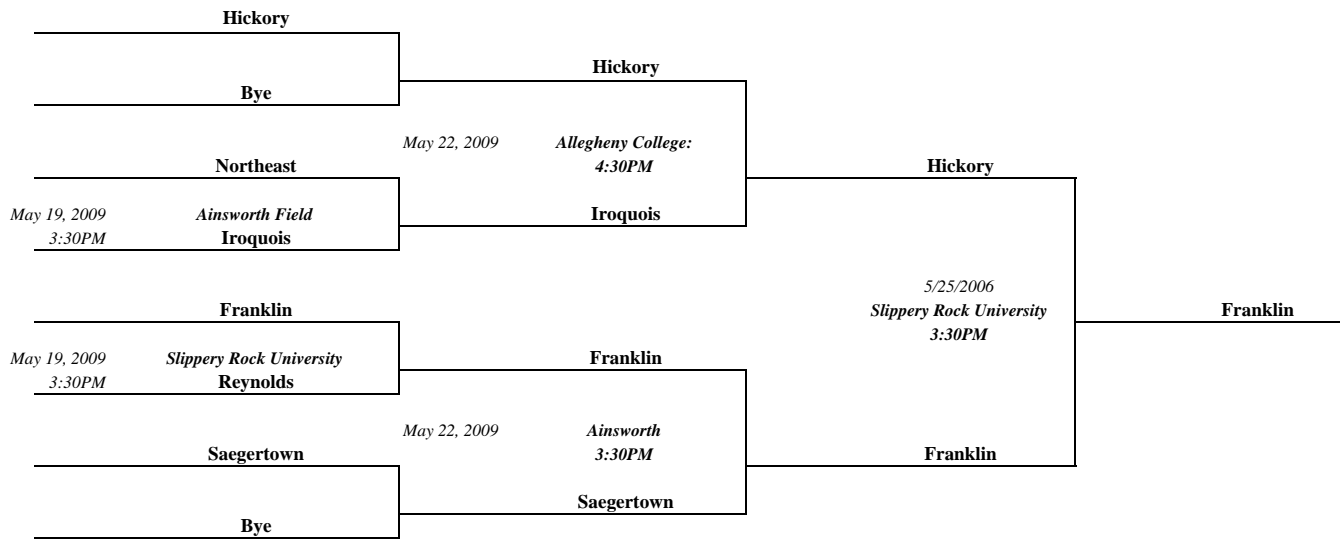 Hickory
Bye
Northeast
May 19, 2009 Ainsworth Field
3:30PM Iroquois
Franklin
May 19, 2009 Slippery Rock University
3:30PM Reynolds
Saegertown
Bye
Hickory
May 22, 2009 Allegheny College:
4:30PM
Iroquois
Franklin
May 22, 2009 Ainsworth
3:30PM
Saegertown
Hickory
5/25/2006
Slippery Rock University
3:30PM
Franklin
Franklin